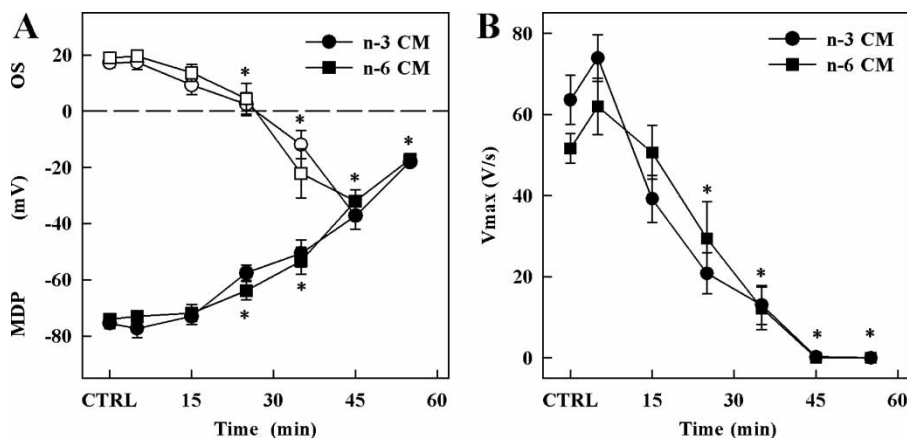 A
n-3 CM
n-6 CM
OS
(mV)
MDP
20
0
-20
-40
-60
-80
*
*
*
*
*
*
CTRL 15 30 45 60
Time (min)
B
n-3 CM
n-6 CM
Vmax (V/s)
80
60
40
20
0
*
*
*
*
CTRL 15 30 45 60
Time (min)